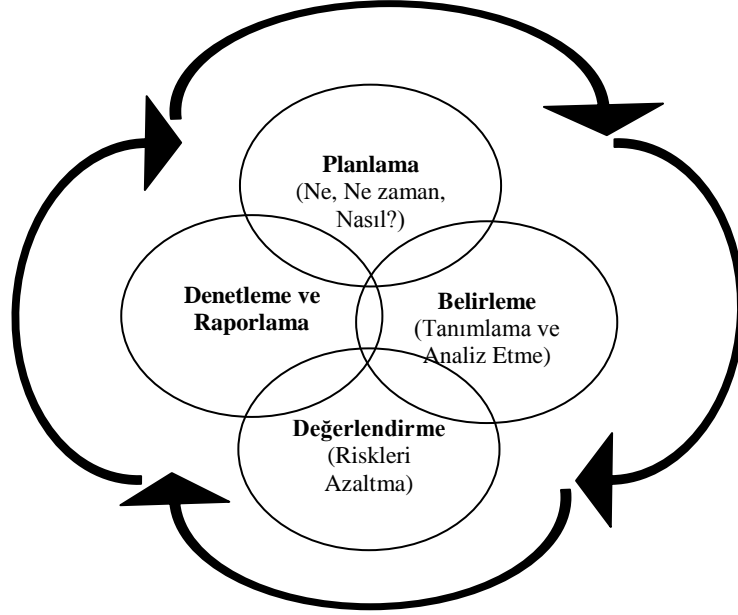 Planlama
(Ne, Ne zaman,
Nasıl?)
Denetleme ve
Raporlama
Belirleme
(Tanımlama ve
Analiz Etme)
Değerlendirme
(Riskleri
Azaltma)